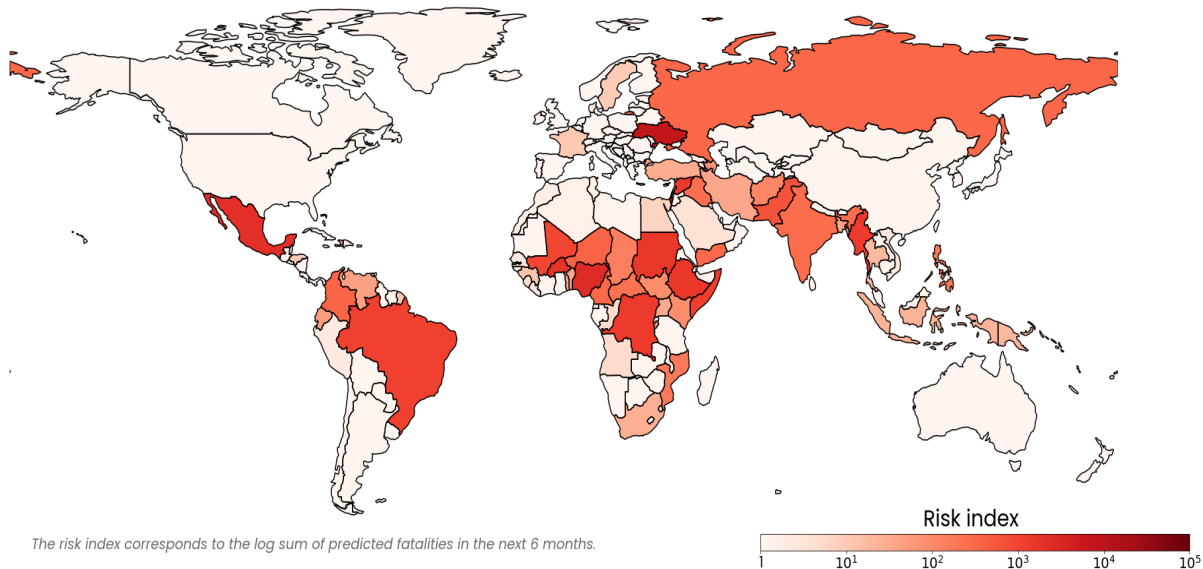 Risk index
The risk index corresponds to the log sum of predicted fatalities in the next 6 months.
1 10¹ 10² 10³ 10⁴ 10⁵